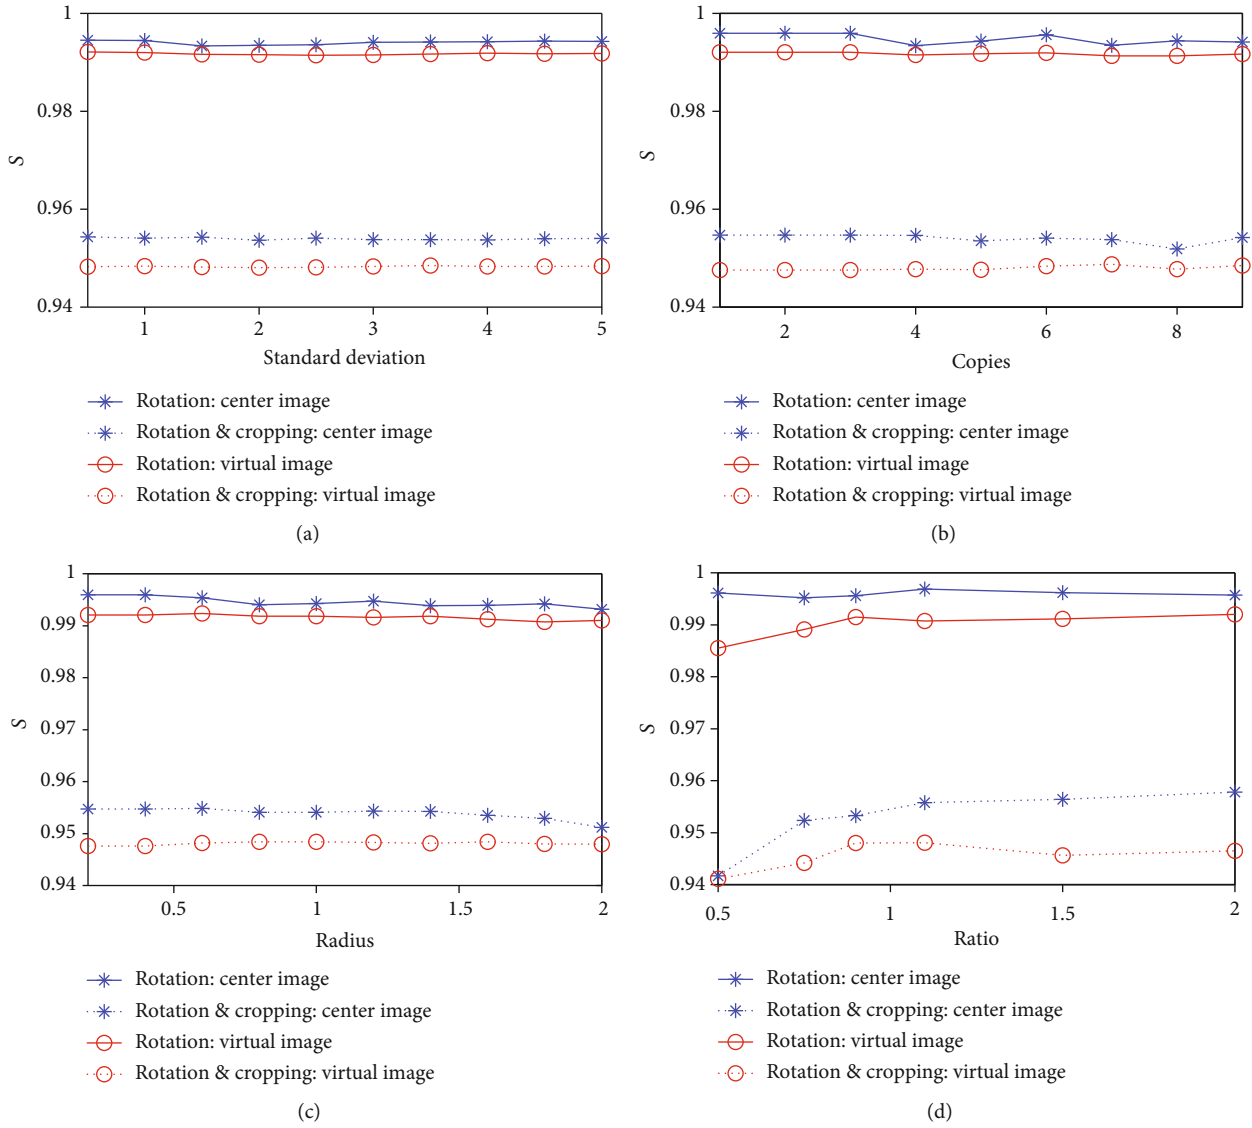 1
0.98
0.96
0.94
S
1 2 3 4 5
Standard deviation
Rotation: center image
Rotation & cropping: center image
Rotation: virtual image
Rotation & cropping: virtual image
(a)
1
0.98
0.96
0.94
S
2 4 6 8
Copies
Rotation: center image
Rotation & cropping: center image
Rotation: virtual image
Rotation & cropping: virtual image
(b)
1
0.99
0.98
0.97
0.96
0.95
0.94
S
0.5 1 1.5 2
Radius
Rotation: center image
Rotation & cropping: center image
Rotation: virtual image
Rotation & cropping: virtual image
(c)
1
0.99
0.98
0.97
0.96
0.95
0.94
S
0.5 1 1.5 2
Ratio
Rotation: center image
Rotation & cropping: center image
Rotation: virtual image
Rotation & cropping: virtual image
(d)